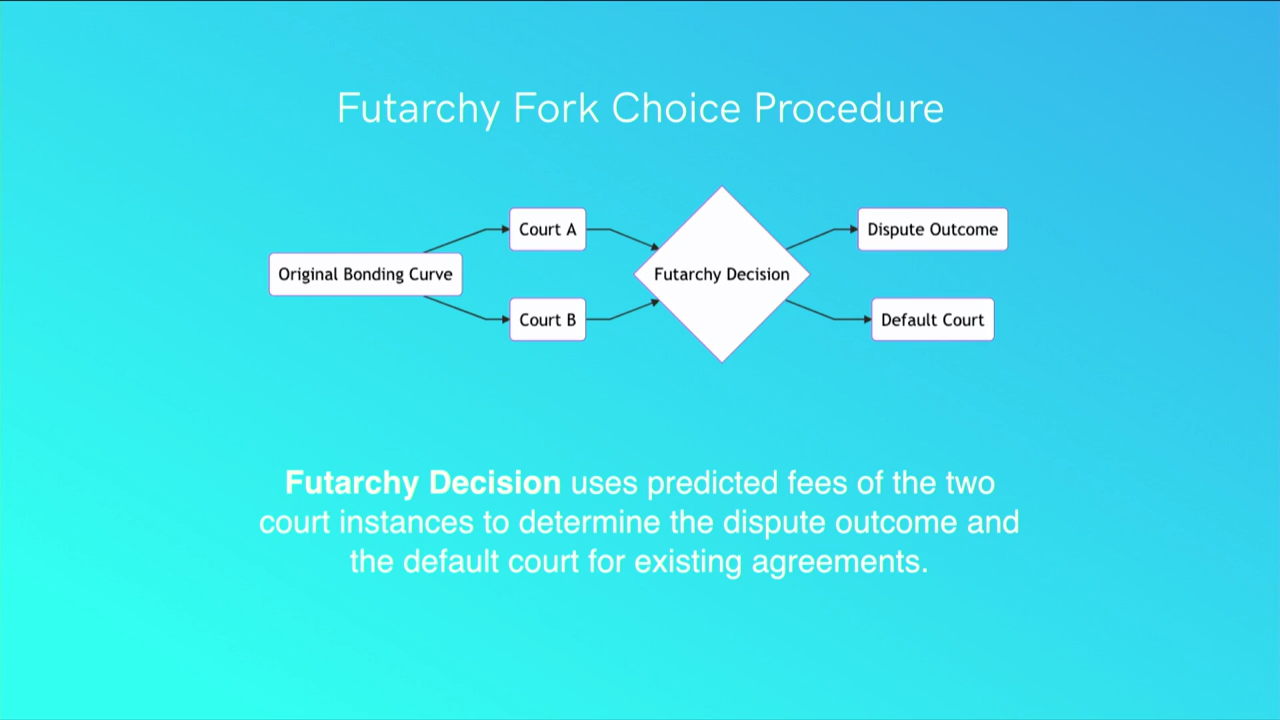 Futarchy Fork Choice Procedure
Court A
Dispute Outcome
Original Bonding Curve
Futarchy Decision
Court B
Default Court
Futarchy Decision uses predicted fees of the two
court instances to determine the dispute outcome and
the default court for existing agreements.